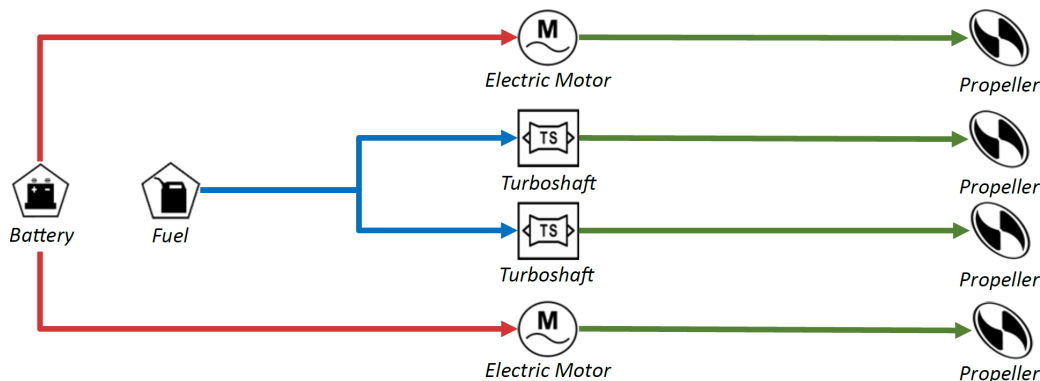 M
Electric Motor
Propeller
TS
Turboshaft
Propeller
Battery
Fuel
TS
Turboshaft
Propeller
M
Electric Motor
Propeller